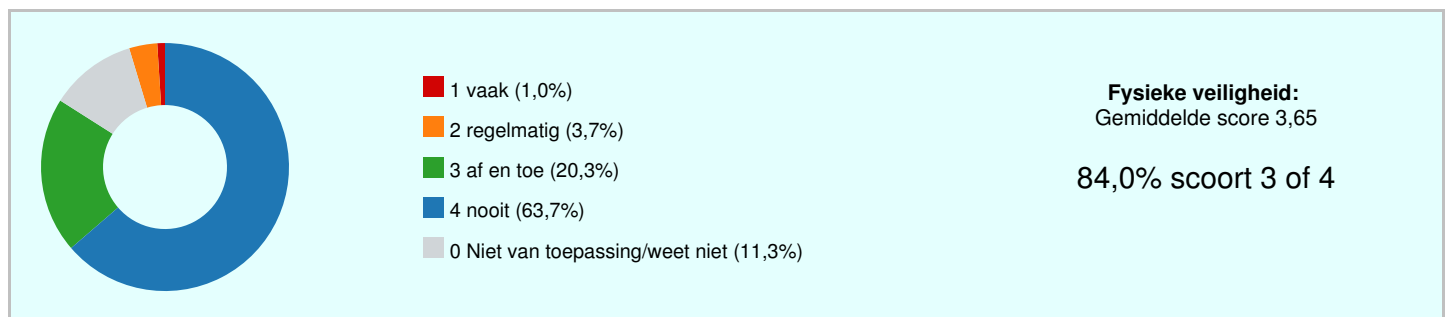 1 vaak (1,0%)
2 regelmatig (3,7%)
3 af en toe (20,3%)
4 nooit (63,7%)
0 Niet van toepassing/weet niet (11,3%)
Fysieke veiligheid:
Gemiddelde score 3,65
84,0% scoort 3 of 4